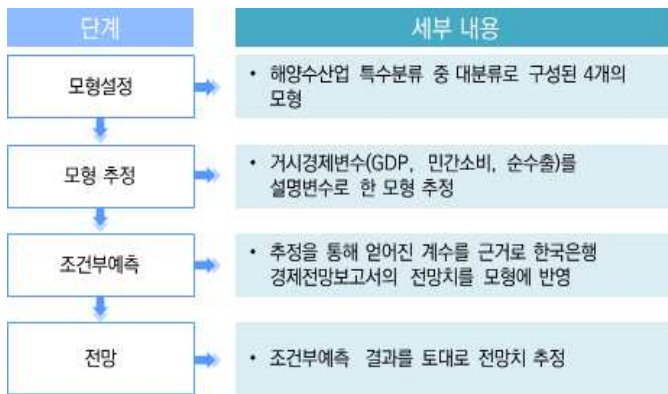 단계
세부 내용
모형설정
• 해양수산업 특수분류 중 대분류로 구성된 4개의
모형
모형 추정
• 거시경제변수(GDP, 민간소비, 순수출)를
설명변수로 한 모형 추정
조건부예측
• 추정을 통해 얻어진 계수를 근거로 한국은행
경제전망보고서의 전망치를 모형에 반영
전망
• 조건부예측 결과를 토대로 전망치 추정